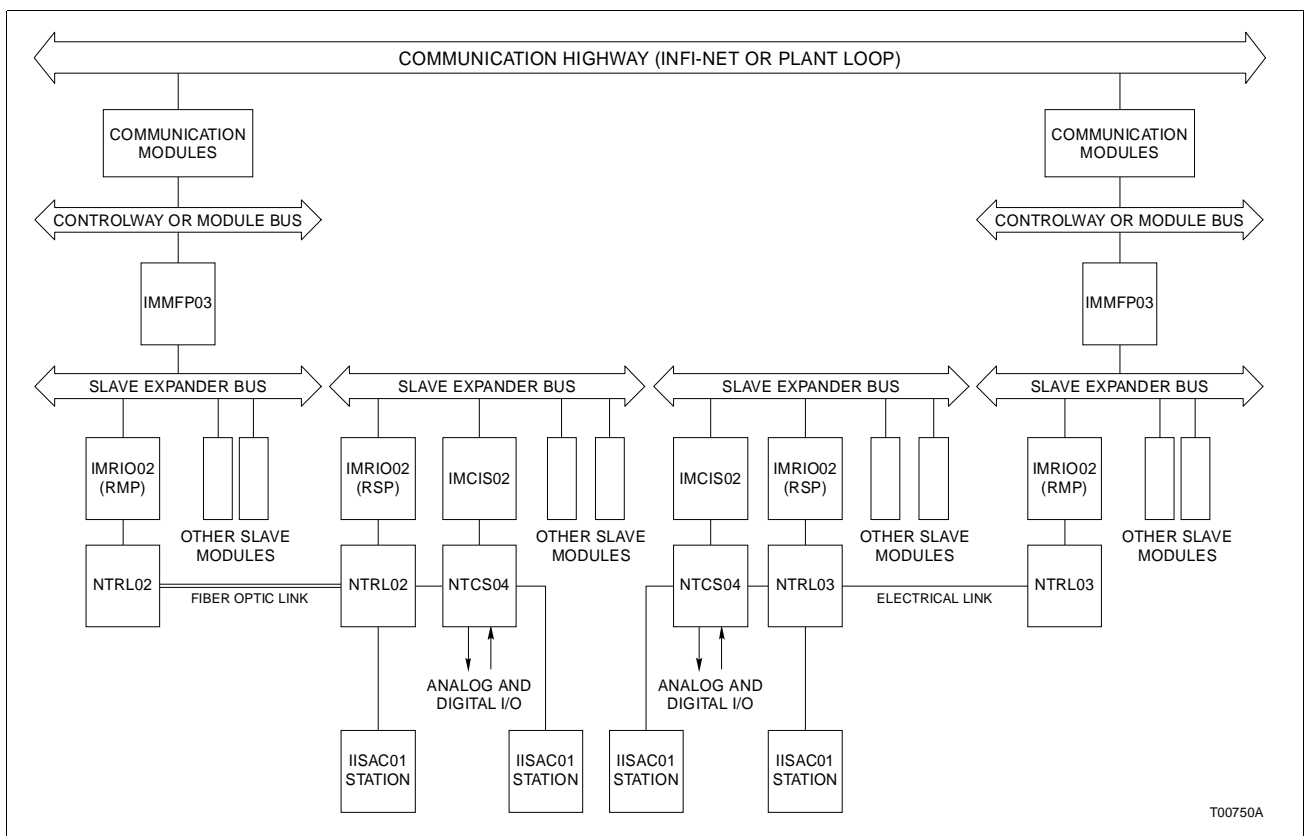 COMMUNICATION HIGHWAY (INFI-NET OR PLANT LOOP)
COMMUNICATION
MODULES
COMMUNICATION
MODULES
CONTROLWAY OR MODULE BUS
CONTROLWAY OR MODULE BUS
IMMFP03
IMMFP03
SLAVE EXPANDER BUS
SLAVE EXPANDER BUS
SLAVE EXPANDER BUS
SLAVE EXPANDER BUS
IMRIO02
(RMP)
OTHER SLAVE
MODULES
IMRIO02
(RSP)
IMCIS02
OTHER SLAVE
MODULES
IMCIS02
IMRIO02
(RSP)
OTHER SLAVE
MODULES
IMRIO02
(RMP)
OTHER SLAVE
MODULES
NTRL02
FIBER OPTIC LINK
NTRL02
NTCS04
NTCS04
NTRL03
ELECTRICAL LINK
NTRL03
ANALOG AND
DIGITAL I/O
ANALOG AND
DIGITAL I/O
IISAC01
STATION
IISAC01
STATION
IISAC01
STATION
IISAC01
STATION
T00750A